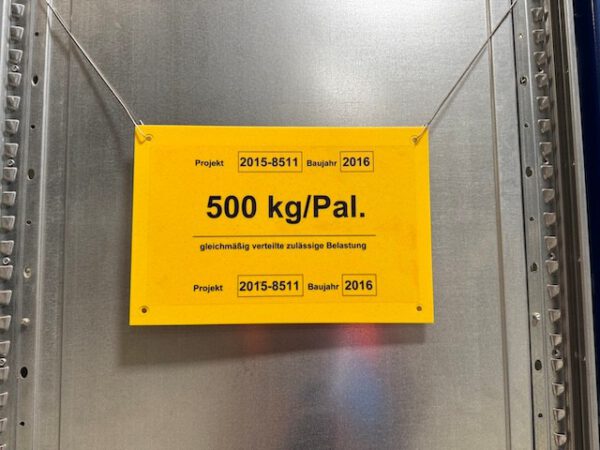 Projekt 2015-8511 Baujahr 2016
500 kg/Pal.
gleichmäßig verteilte zulässige Belastung
Projekt 2015-8511 Baujahr 2016